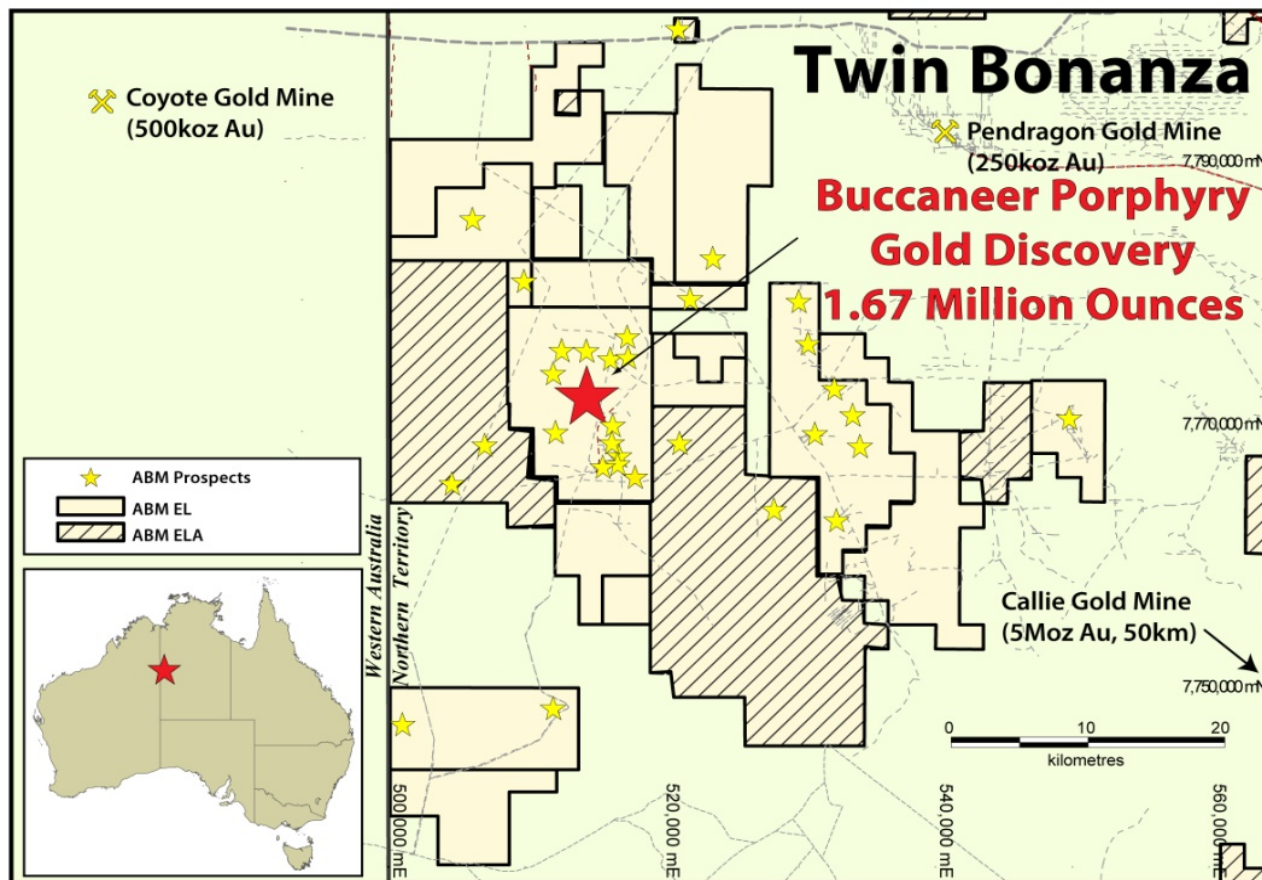 Twin Bonanza
Coyote Gold Mine
(500koz Au)
Pendragon Gold Mine
(250koz Au)
7,790,000 mN
Buccaneer Porphyry
Gold Discovery
1.67 Million Ounces
7,770,000 mN
ABM Prospects
ABM EL
ABM ELA
Western Australia
Northern Territory
Callie Gold Mine
(5Moz Au, 50km)
7,750,000 mN
0 10 20
kilometres
500,000 mE
520,000 mE
540,000 mE
560,000 mE